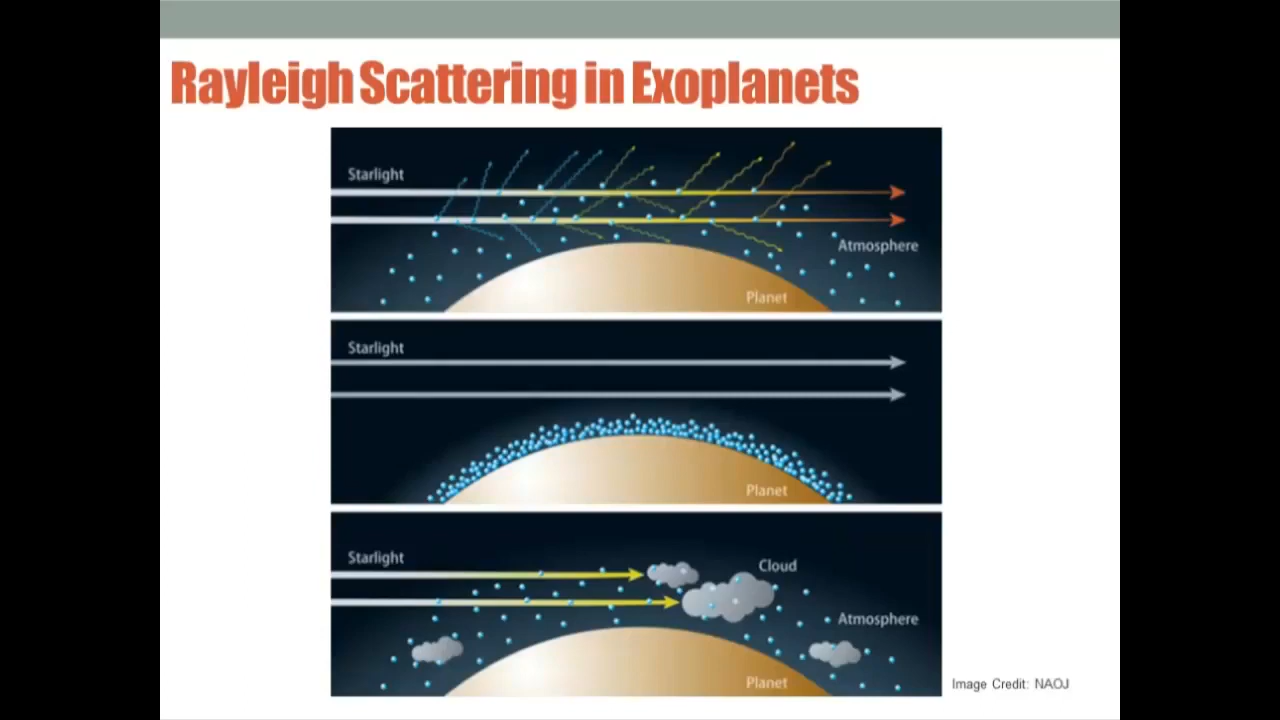 Rayleigh Scattering in Exoplanets
Starlight
Atmosphere
Planet
Starlight
Planet
Starlight
Cloud
Atmosphere
Planet
Image Credit: NAOJ